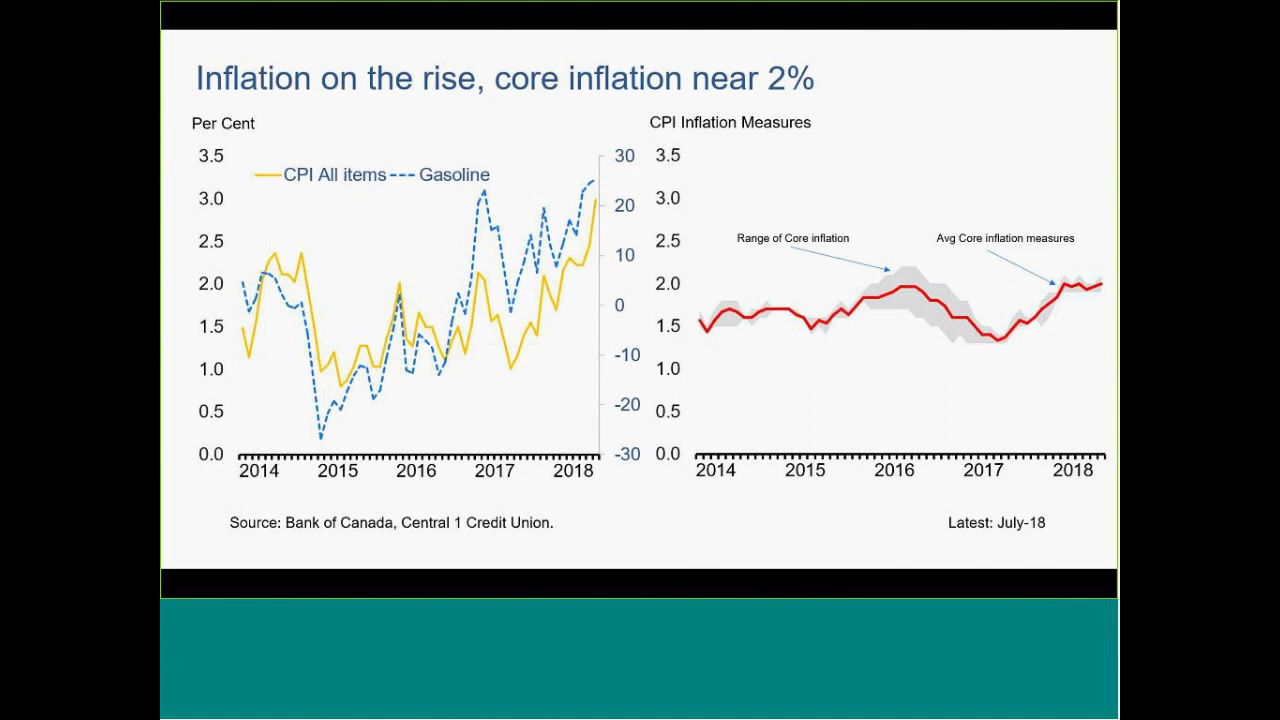 Inflation on the rise, core inflation near 2%
Per Cent
3.5
3.0
2.5
2.0
1.5
1.0
0.5
0.0
CPI All items
Gasoline
30
20
10
0
-10
-20
-30
2014 2015 2016 2017 2018
CPI Inflation Measures
3.5
3.0
2.5
2.0
1.5
1.0
0.5
0.0
Range of Core inflation
Avg Core inflation measures
2014 2015 2016 2017 2018
Source: Bank of Canada, Central 1 Credit Union.
Latest: July-18